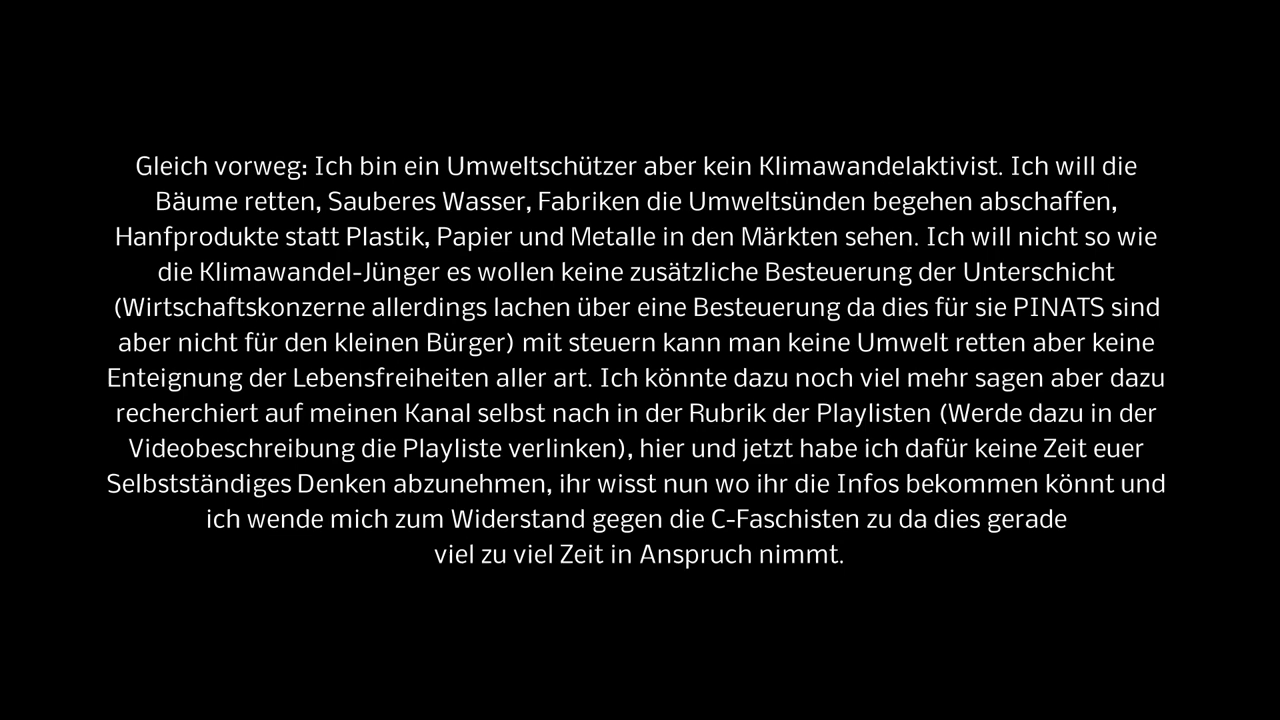 Gleich vorweg: Ich bin ein Umweltschützer aber kein Klimawandelaktivist. Ich will die
Bäume retten, Sauberes Wasser, Fabriken die Umweltsünden begehen abschaffen,
Hanfprodukte statt Plastik, Papier und Metalle in den Märkten sehen. Ich will nicht so wie
die Klimawandel-Jünger es wollen keine zusätzliche Besteuerung der Unterschicht
(Wirtschaftskonzerne allerdings lachen über eine Besteuerung da dies für sie PINATS sind
aber nicht für den kleinen Bürger) mit steuern kann man keine Umwelt retten aber keine
Enteignung der Lebensfreiheiten aller art. Ich könnte dazu noch viel mehr sagen aber dazu
recherchiert auf meinen Kanal selbst nach in der Rubrik der Playlisten (Werde dazu in der
Videobeschreibung die Playliste verlinken), hier und jetzt habe ich dafür keine Zeit euer
Selbstständiges Denken abzunehmen, ihr wisst nun wo ihr die Infos bekommen könnt und
ich wende mich zum Widerstand gegen die C-Faschisten zu da dies gerade
viel zu viel Zeit in Anspruch nimmt.